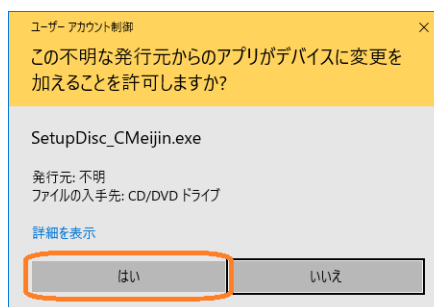 ユーザー アカウント制御
×
この不明な発行元からのアプリがデバイスに変更を
加えることを許可しますか?
SetupDisc_CMeijin.exe
発行元: 不明
ファイルの入手先: CD/DVD ドライブ
詳細を表示
はい
いいえ